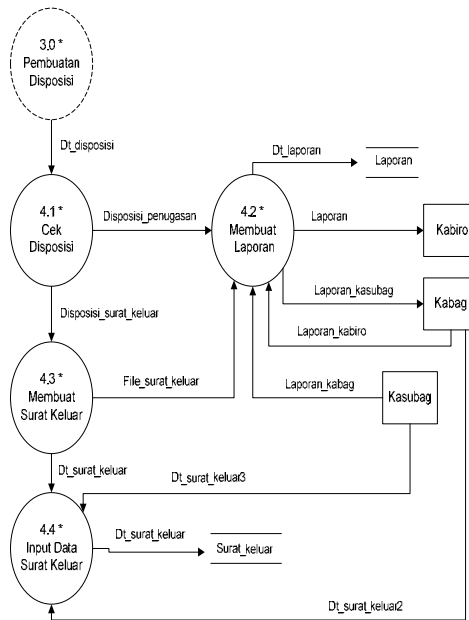 3.0 *
Pembuatan
Disposisi
Dt_disposisi
Dt_laporan
Laporan
4.1 *
Cek
Disposisi
Disposisi_penugasan
4.2 *
Membuat
Laporan
Laporan
Kabiro
Laporan_kasubag
Kabag
Laporan_kabiro
Disposisi_surat_keluar
4.3 *
Membuat
Surat Keluar
File_surat_keluar
Laporan_kabag
Kasubag
Dt_surat_keluar
Dt_surat_keluar3
4.4 *
Input Data
Surat Keluar
Dt_surat_keluar
Surat_keluar
Dt_surat_keluar2